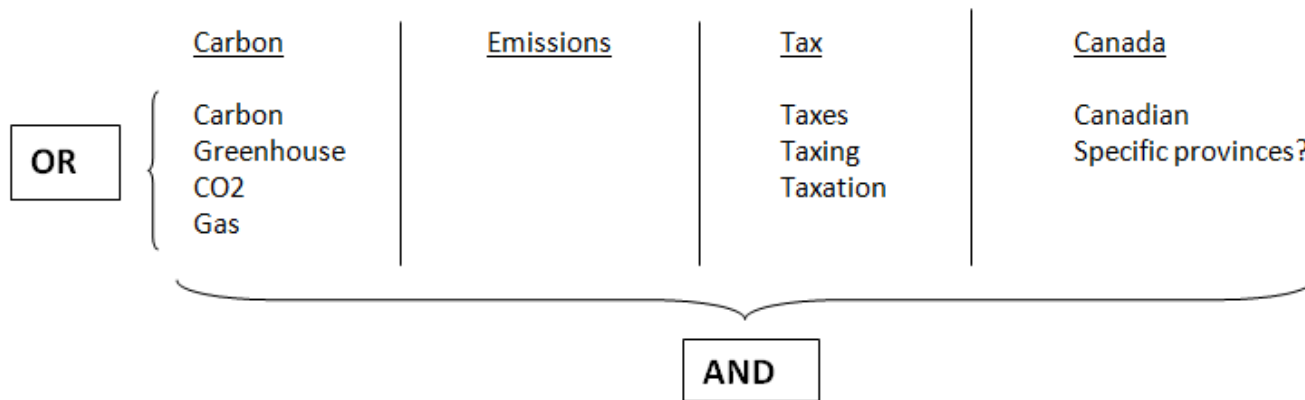 Carbon Emissions Tax Canada
OR
Carbon
Greenhouse
CO2
Gas
Taxes
Taxing
Taxation
Canadian
Specific provinces?
AND